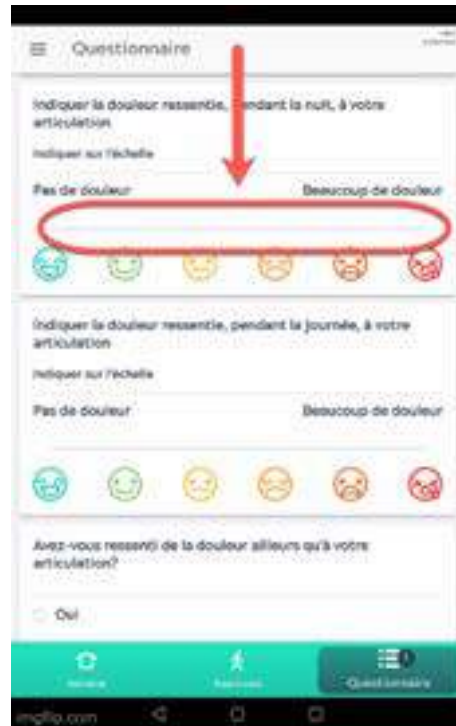 Questionnaire
Indiquer la douleur ressentie, pendant la nuit, à votre
articulation
Indiquer sur l'échelle
Pas de douleur Beaucoup de douleur
Indiquer la douleur ressentie, pendant la journée, à votre
articulation
Indiquer sur l'échelle
Pas de douleur Beaucoup de douleur
Avez-vous ressenti de la douleur ailleurs qu'à votre
articulation?
Oui
Questionnaire
imgflip.com